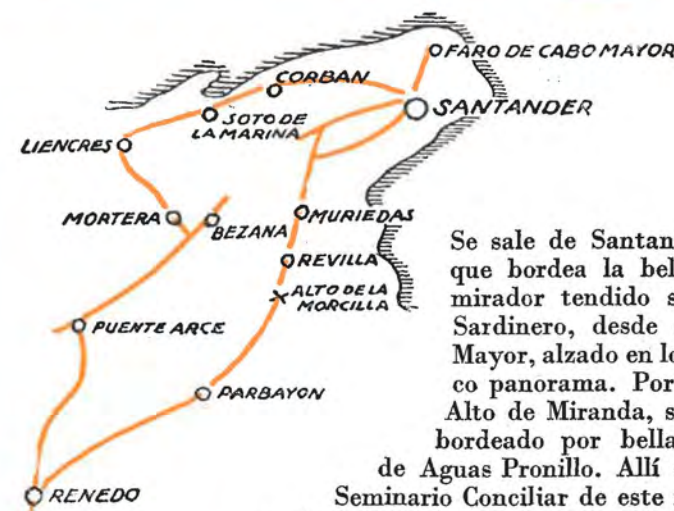 FARO DE CABO MAYOR
CORBAN
SANTANDER
SOTO DE
LA MARINA
LIENCRES
MORTERA
BEZANA
MURIEDAS
REVILLA
ALTO DE LA
MORCILLA
PUENTE ARCE
PARBAYON
RENEDO
Se sale de Santan
que bordea la bel
mirador tendido s
Sardinero, desde
Mayor, alzado en lo
co panorama. Por
Alto de Miranda, s
bordeado por bella
de Aguas Pronillo. Allí
Seminario Conciliar de este